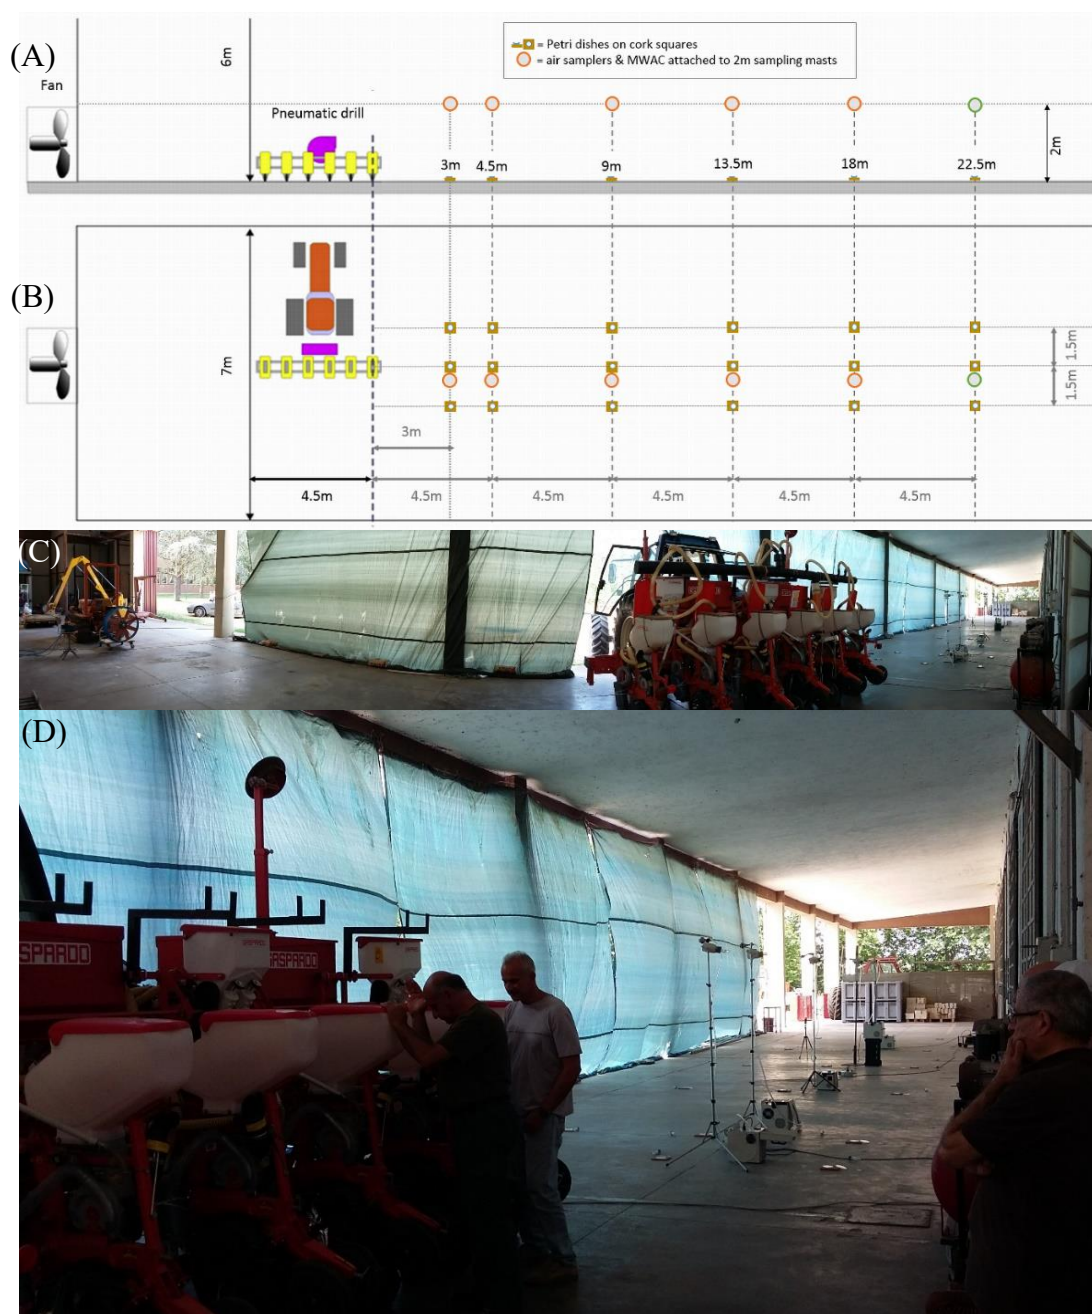 (A)
6m
Fan
Pneumatic drill
= Petri dishes on cork squares
= air samplers & MWAC attached to 2m sampling masts
3m
4.5m
9m
13.5m
18m
22.5m
2m
(B)
7m
1.5m
1.5m
3m
4.5m
4.5m
4.5m
4.5m
4.5m
4.5m
(C)
(D)
SPARDO
GASPARDO